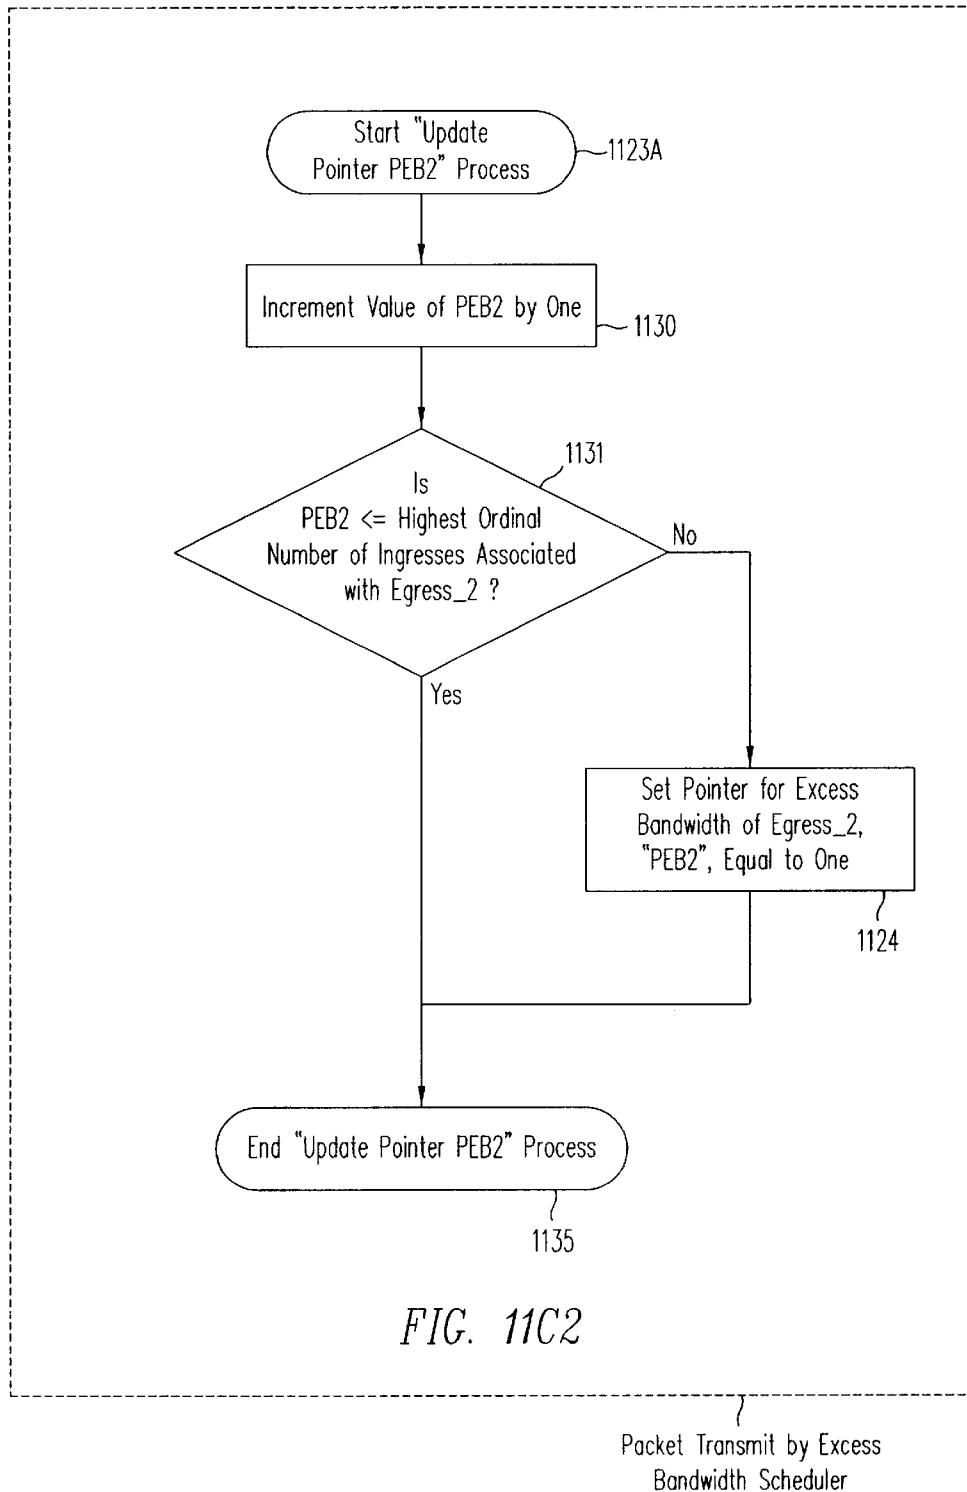 Start "Update
Pointer PEB2" Process
1123A
Increment Value of PEB2 by One
1130
1131
Is
PEB2 <= Highest Ordinal
Number of Ingresses Associated
with Egress_2 ?
No
Yes
Set Pointer for Excess
Bandwidth of Egress_2,
"PEB2", Equal to One
1124
End "Update Pointer PEB2" Process
1135
FIG. 11C2
Packet Transmit by Excess
Bandwidth Scheduler